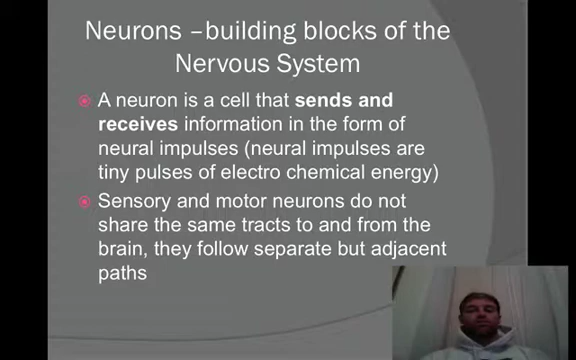 Neurons –building blocks of the
Nervous System
A neuron is a cell that sends and
receives information in the form of
neural impulses (neural impulses are
tiny pulses of electro chemical energy)
Sensory and motor neurons do not
share the same tracts to and from the
brain, they follow separate but adjacent
paths